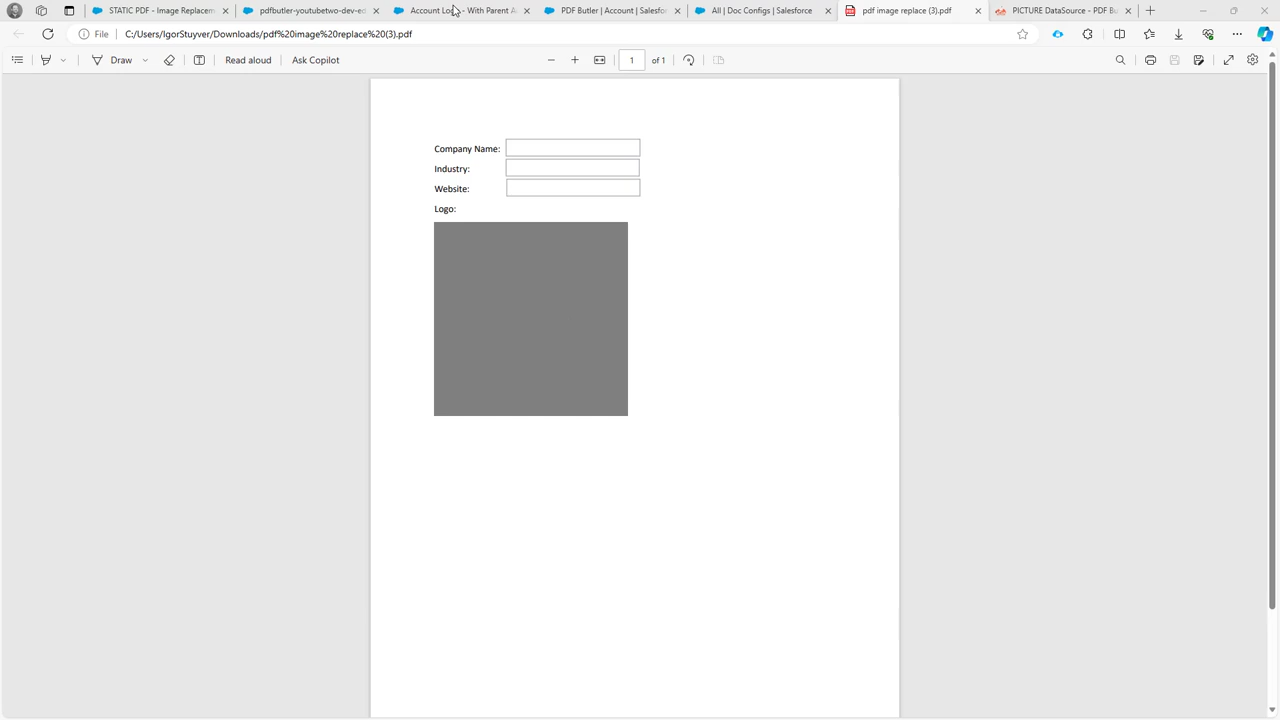 STATIC PDF - Image Replacem
pdfbutler-youtubetwo-dev-ed
Account Lo - With Parent A
PDF Butler | Account | Salesfo
All | Doc Configs | Salesforce
pdf image replace (3).pdf
PICTURE DataSource - PDF Bu
File
C:/Users/IgorStuyver/Downloads/pdf%20image%20replace%20(3).pdf
Draw
Read aloud
Ask Copilot
1 of 1
Company Name:
Industry:
Website:
Logo: